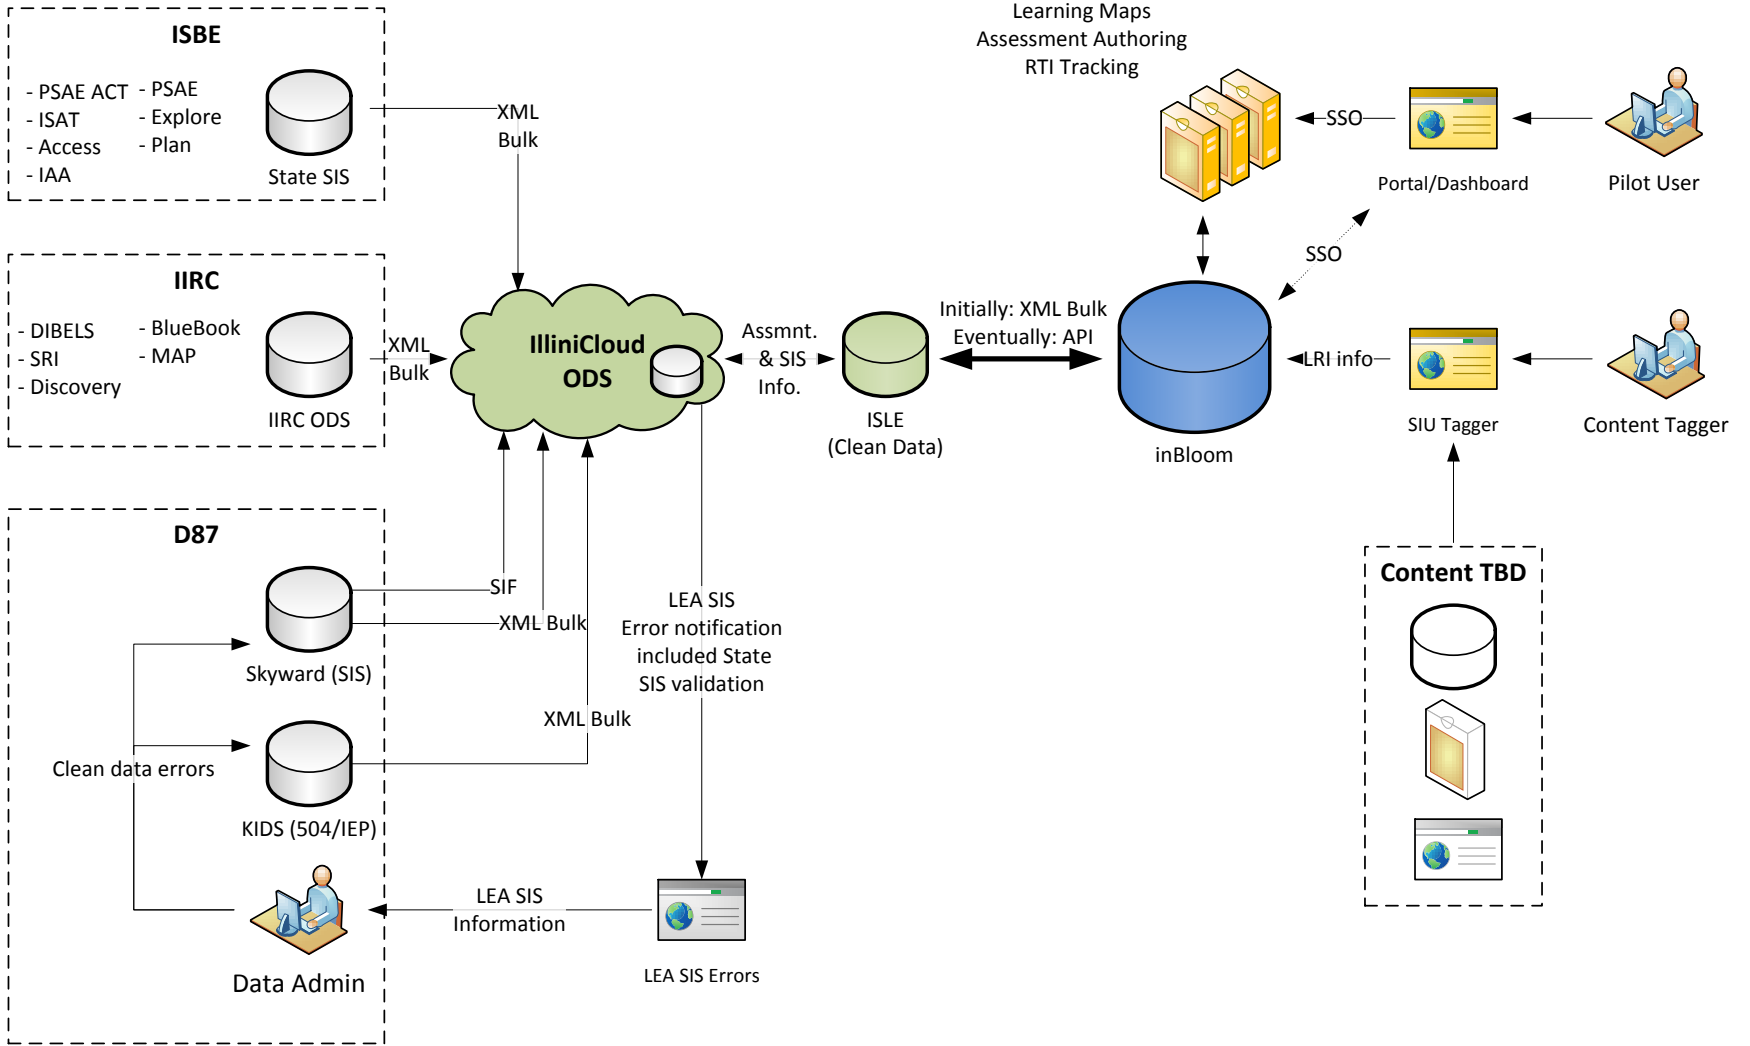 ISBE
- PSAE ACT
- ISAT
- Access
- IAA
- PSAE
- Explore
- Plan
State SIS
XML
Bulk
Learning Maps
Assessment Authoring
RTI Tracking
SSO
Portal/Dashboard
Pilot User
SSO
IIRC
- DIBELS
- SRI
- Discovery
- BlueBook
- MAP
IIRC ODS
XML
Bulk
IlliniCloud
ODS
Assmnt.
& SIS
Info.
ISLE
(Clean Data)
Initially: XML Bulk
Eventually: API
inBloom
LRI info
SIU Tagger
Content Tagger
D87
Skyward (SIS)
SIF
XML Bulk
XML Bulk
KIDS (504/IEP)
Clean data errors
Data Admin
LEA SIS
Error notification
included State
SIS validation
LEA SIS
Information
LEA SIS Errors
Content TBD